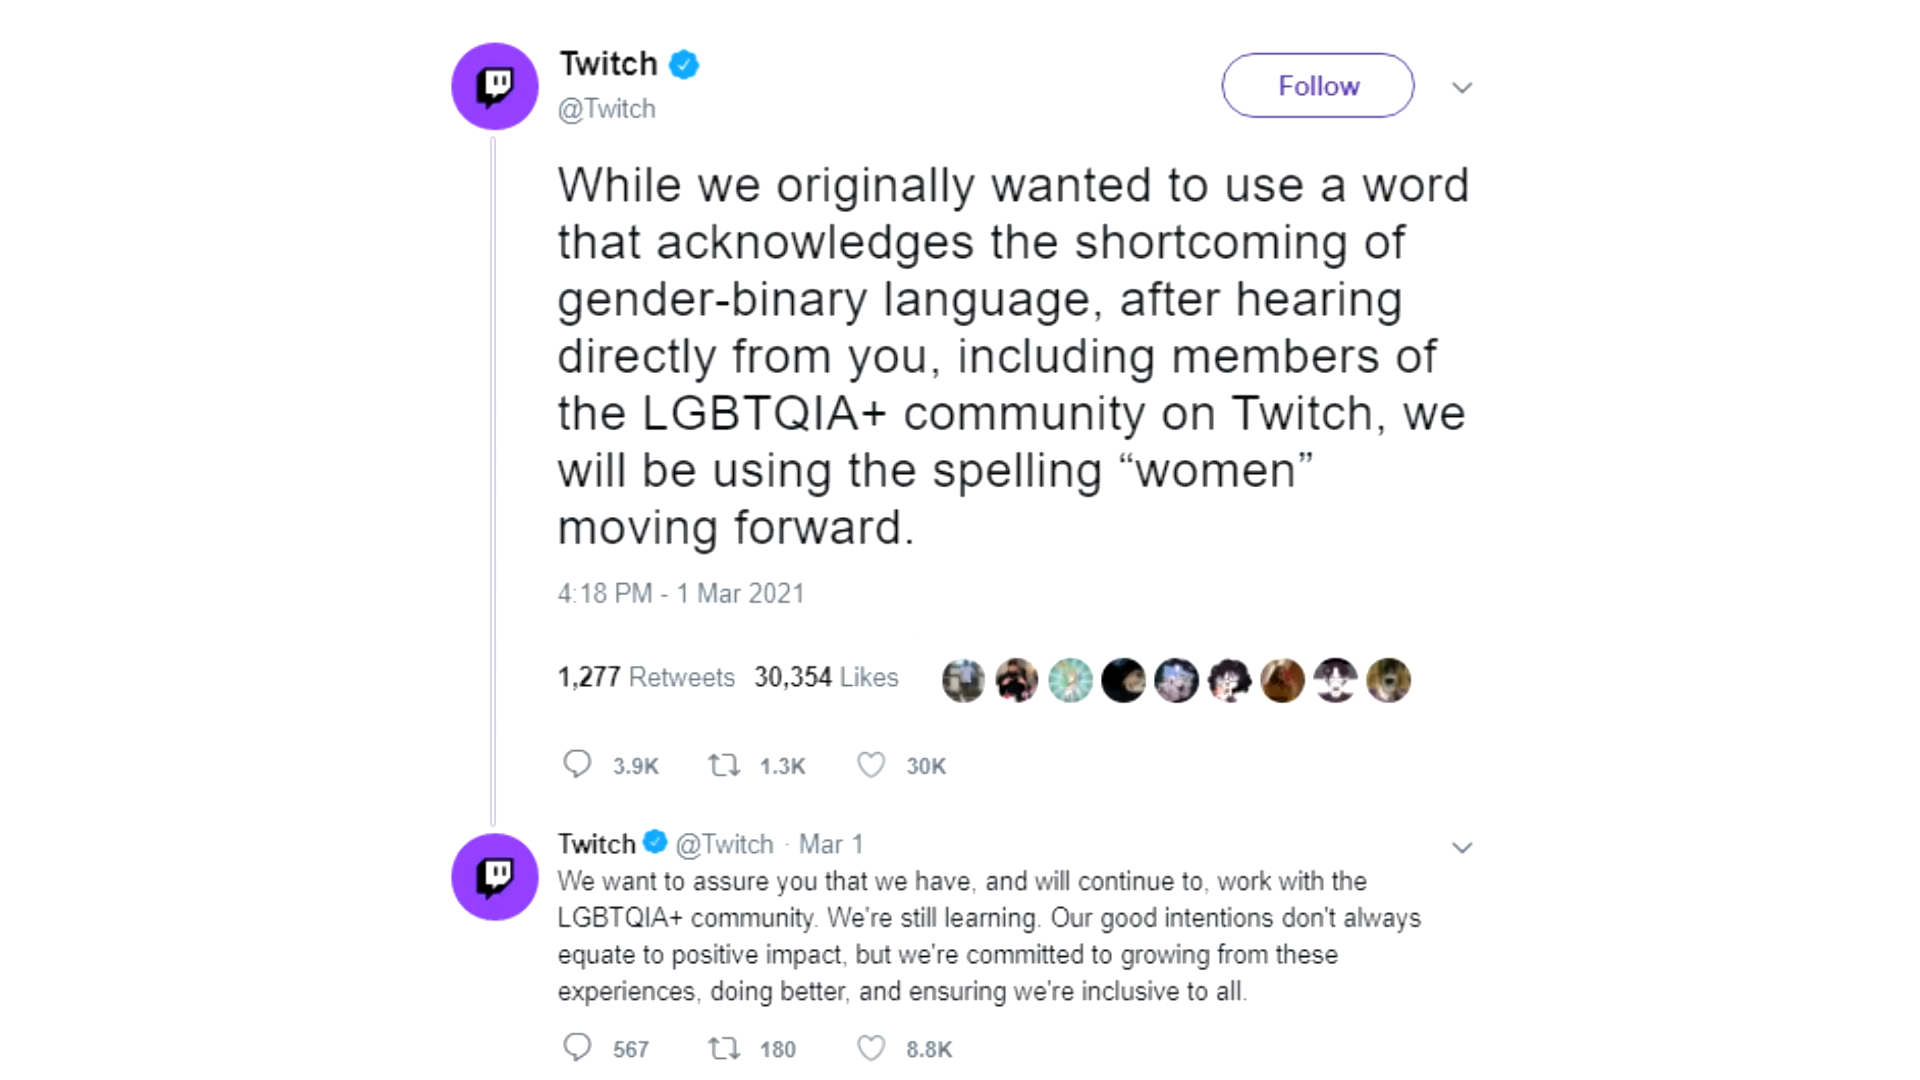 Twitch
@Twitch
Follow
While we originally wanted to use a word
that acknowledges the shortcoming of
gender-binary language, after hearing
directly from you, including members of
the LGBTQIA+ community on Twitch, we
will be using the spelling “women”
moving forward.
4:18 PM - 1 Mar 2021
1,277 Retweets 30,354 Likes
3.9K 1.3K 30K
Twitch @Twitch · Mar 1
We want to assure you that we have, and will continue to, work with the
LGBTQIA+ community. We're still learning. Our good intentions don't always
equate to positive impact, but we're committed to growing from these
experiences, doing better, and ensuring we're inclusive to all.
567 180 8.8K